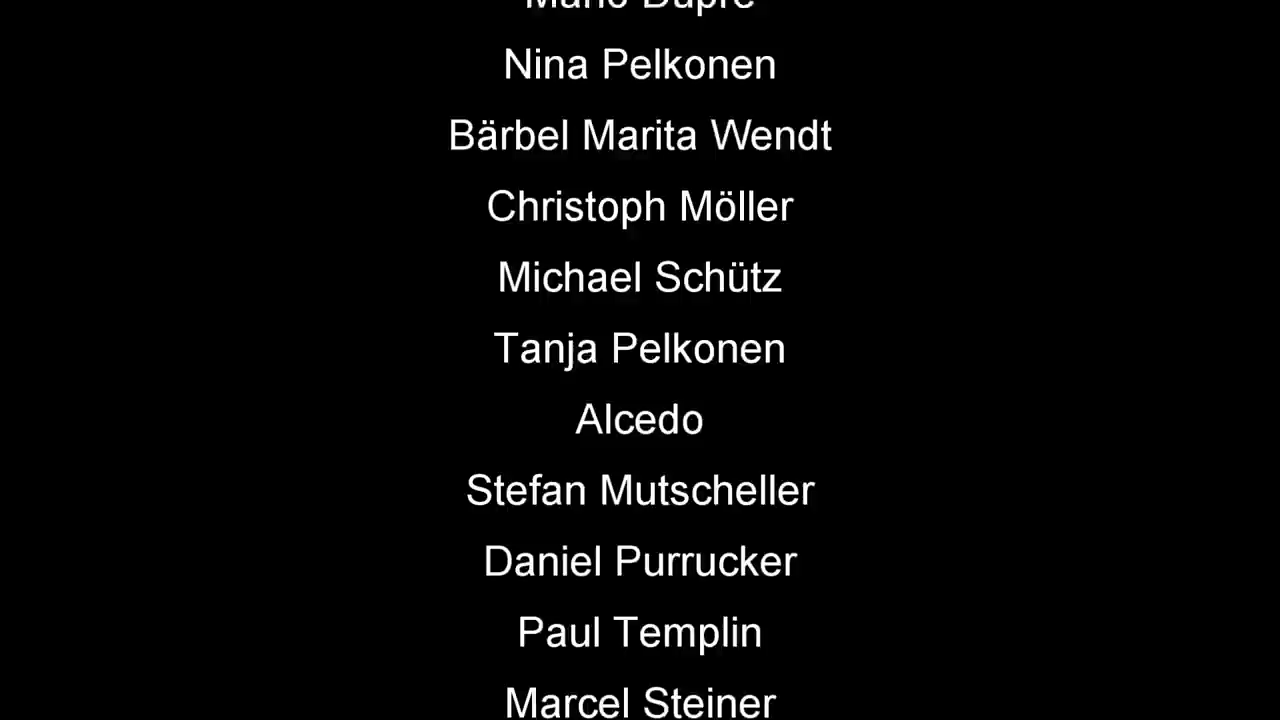 Nina Pelkonen
Bärbel Marita Wendt
Christoph Möller
Michael Schütz
Tanja Pelkonen
Alcedo
Stefan Mutscheller
Daniel Purrucker
Paul Templin
Marcel Steiner